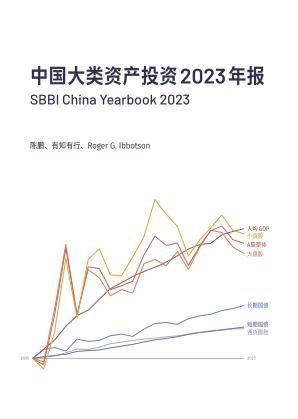 中国大类资产投资2023年报
SBBI China Yearbook 2023
陈鹏、有知有行、Roger G. Ibbotson
人均GDP
小盘股
A股整体
大盘股
长期国债
短期国债
通货膨胀
2023